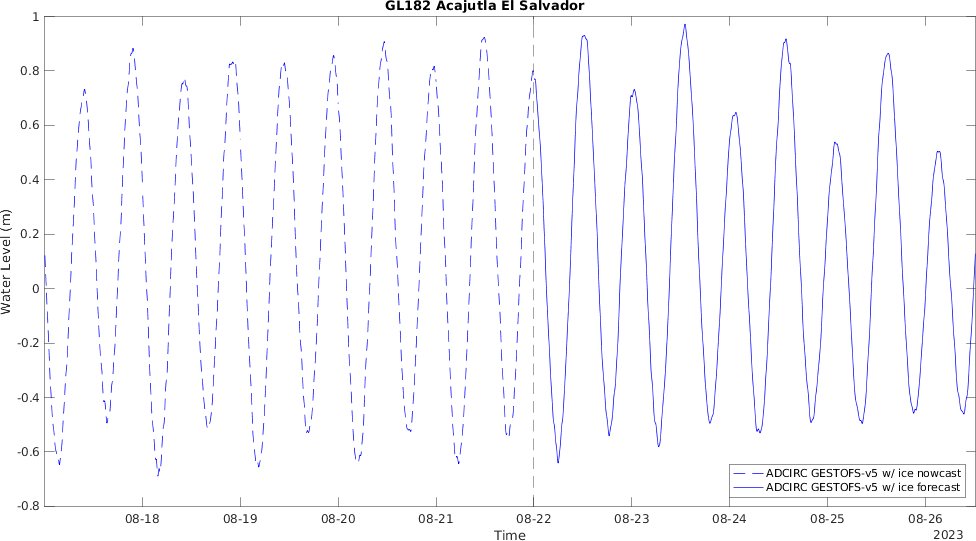 GL182 Acajutla El Salvador
1
0.8
0.6
0.4
0.2
0
-0.2
-0.4
-0.6
-0.8
Water Level (m)
ADCIRC GESTOFS-v5 w/ ice nowcast
ADCIRC GESTOFS-v5 w/ ice forecast
08-18 08-19 08-20 08-21 08-22 08-23 08-24 08-25 08-26
Time
2023